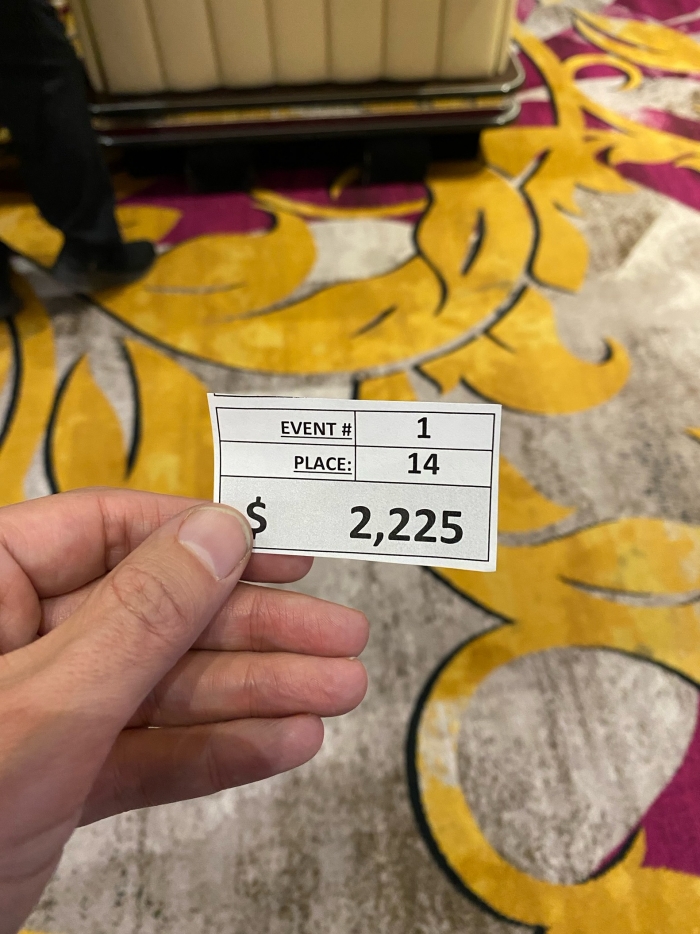 EVENT # 1
PLACE: 14
$ 2,225